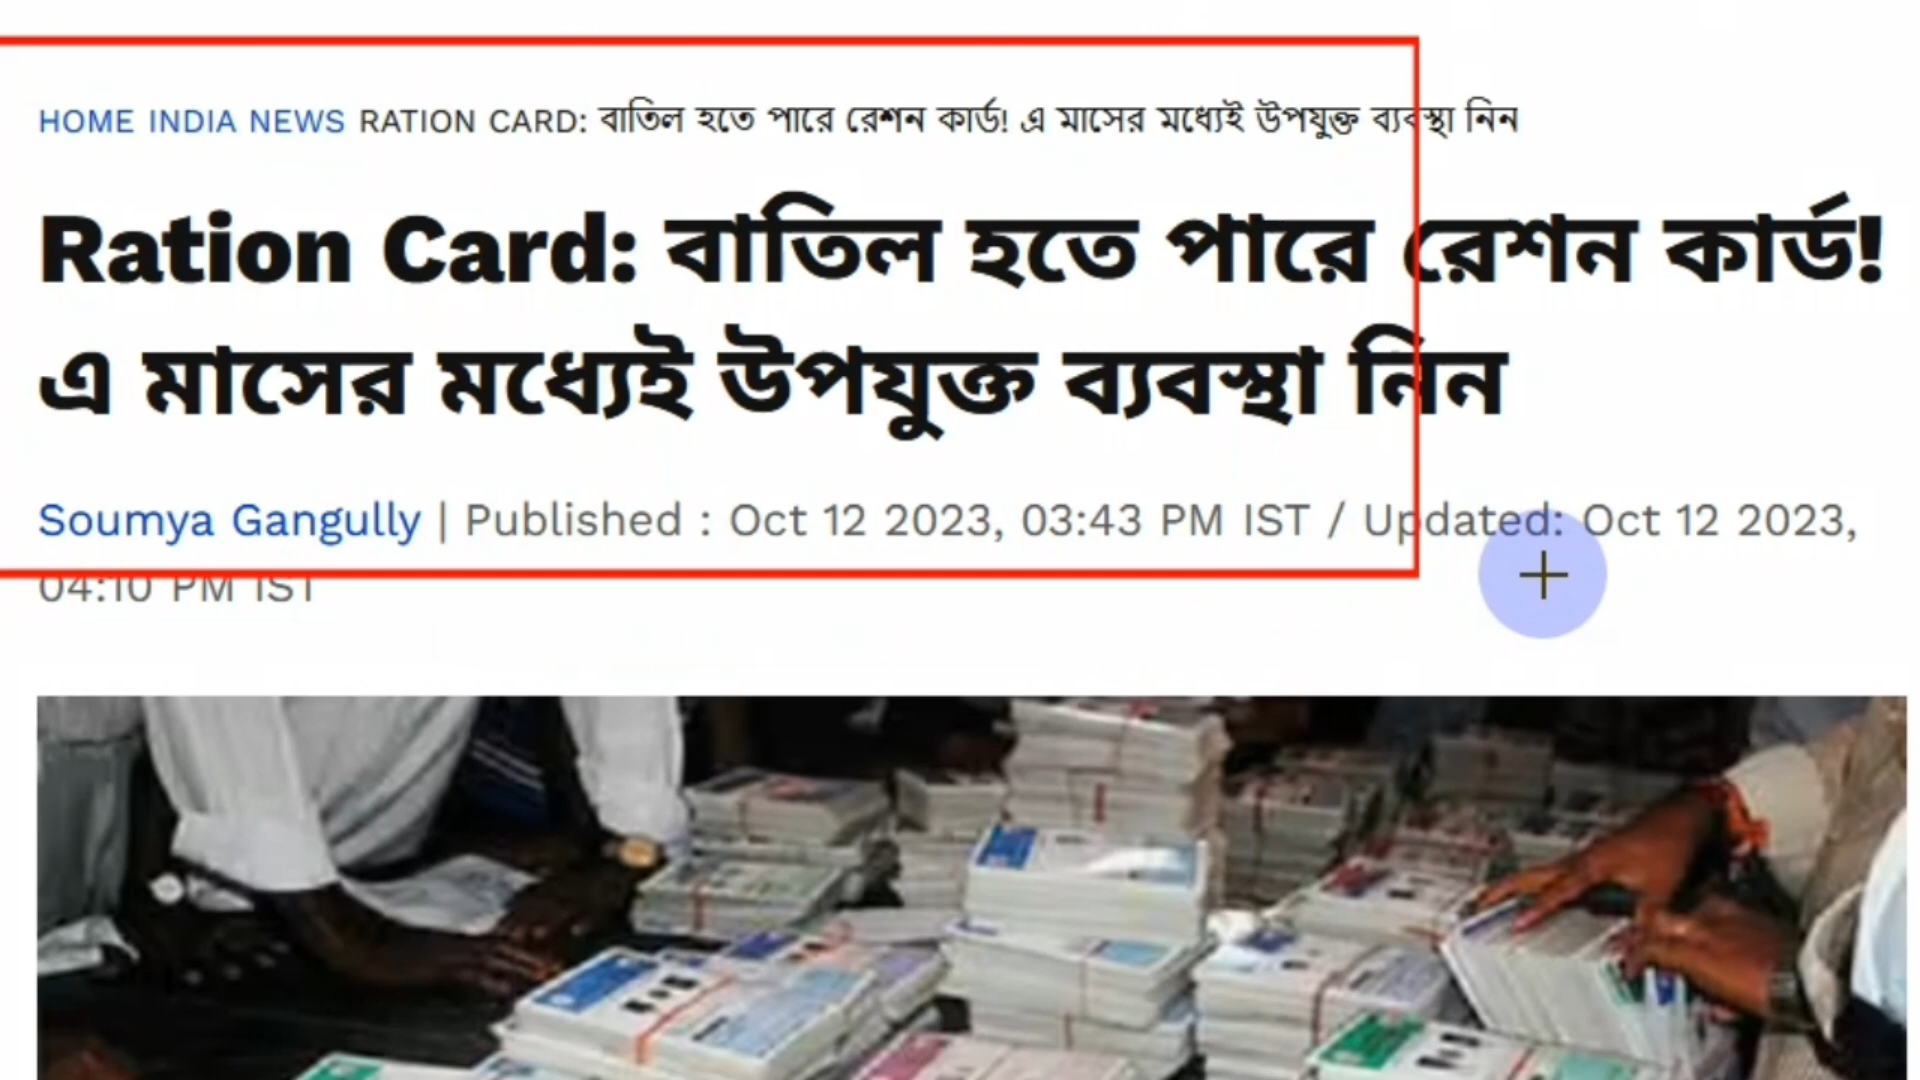 HOME INDIA NEWS RATION CARD: বাতিল হতে পারে রেশন কার্ড! এ মাসের মধ্যেই উপযুক্ত ব্যবস্থা নিন
Ration Card: বাতিল হতে পারে রেশন কার্ড!
এ মাসের মধ্যেই উপযুক্ত ব্যবস্থা নিন
Soumya Gangully | Published : Oct 12 2023, 03:43 PM IST / Updated: Oct 12 2023,
04:10 PM IST